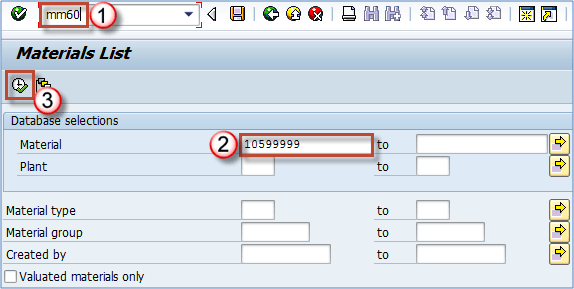 mm60 1
Materials List
3
Database selections
Material 2 10599999 to
Plant to
Material type to
Material group to
Created by to
Valuated materials only